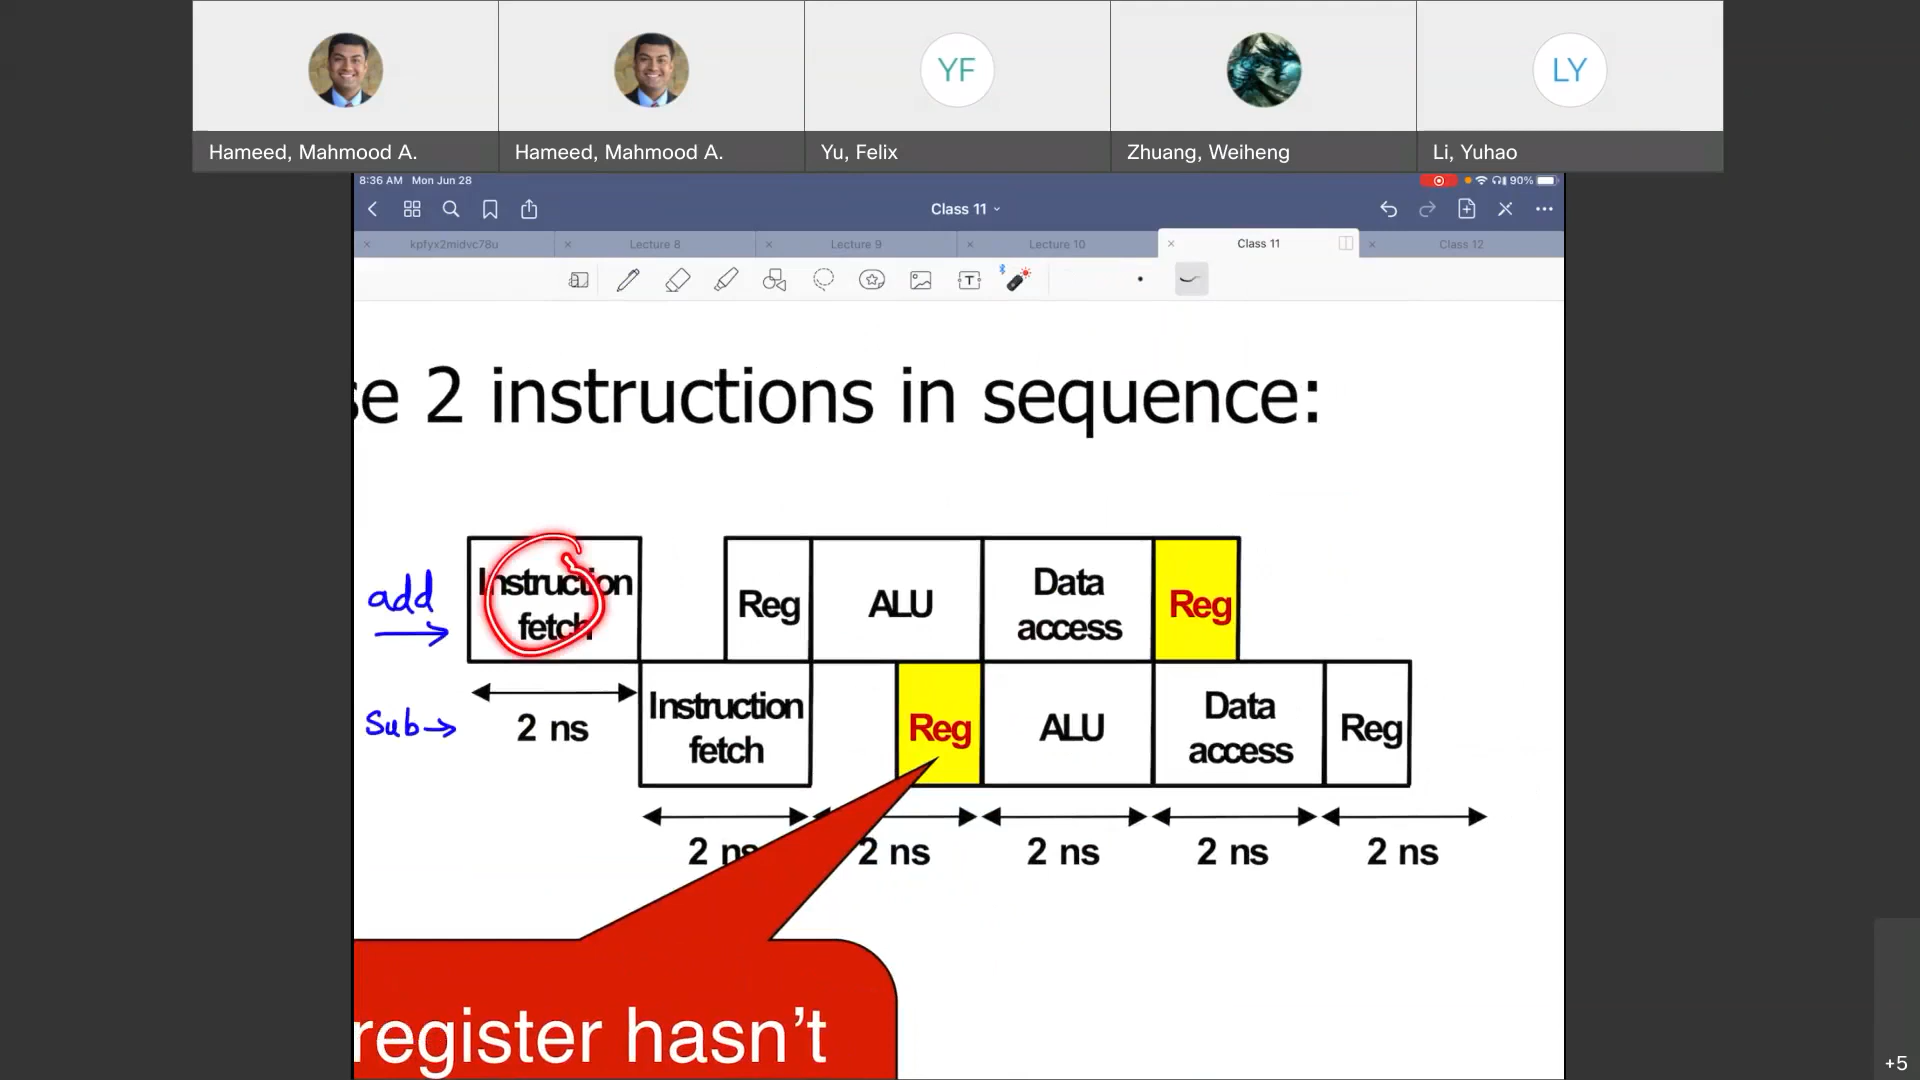 YF
LY
Hameed, Mahmood A.
Hameed, Mahmood A.
Yu, Felix
Zhuang, Weiheng
Li, Yuhao
8:36 AM Mon Jun 28
90%
Class 11
kpfyx2midvc78u
Lecture 8
Lecture 9
Lecture 10
Class 11
Class 12
se 2 instructions in sequence:
add
Instruction
fetch
Reg
ALU
Data
access
Reg
Sub
2 ns
Instruction
fetch
Reg
ALU
Data
access
Reg
2 ns
2 ns
2 ns
2 ns
2 ns
register hasn't
+5